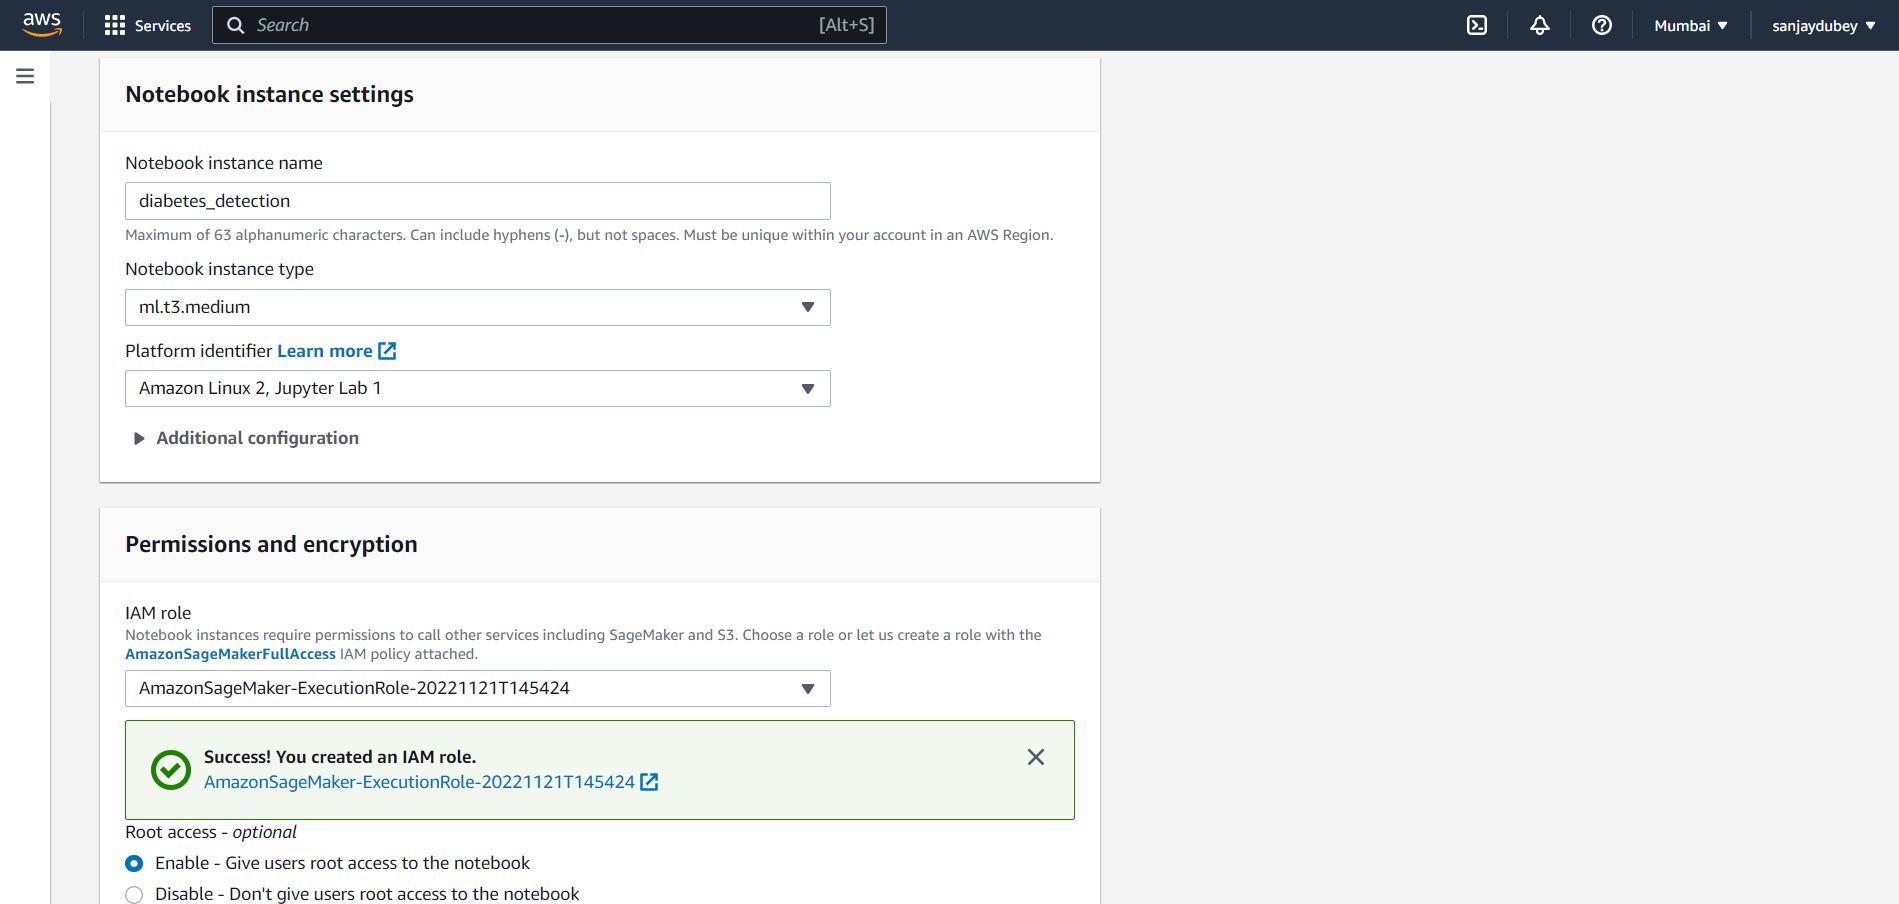 aws Services Search [Alt+S] Mumbai sanjaydubey
Notebook instance settings
Notebook instance name
diabetes_detection
Maximum of 63 alphanumeric characters. Can include hyphens (-), but not spaces. Must be unique within your account in an AWS Region.
Notebook instance type
ml.t3.medium
Platform identifier Learn more
Amazon Linux 2, Jupyter Lab 1
Additional configuration
Permissions and encryption
IAM role
Notebook instances require permissions to call other services including SageMaker and S3. Choose a role or let us create a role with the
AmazonSageMakerFullAccess IAM policy attached.
AmazonSageMaker-ExecutionRole-20221121T145424
Success! You created an IAM role.
AmazonSageMaker-ExecutionRole-20221121T145424
Root access - optional
Enable - Give users root access to the notebook
Disable - Don't give users root access to the notebook